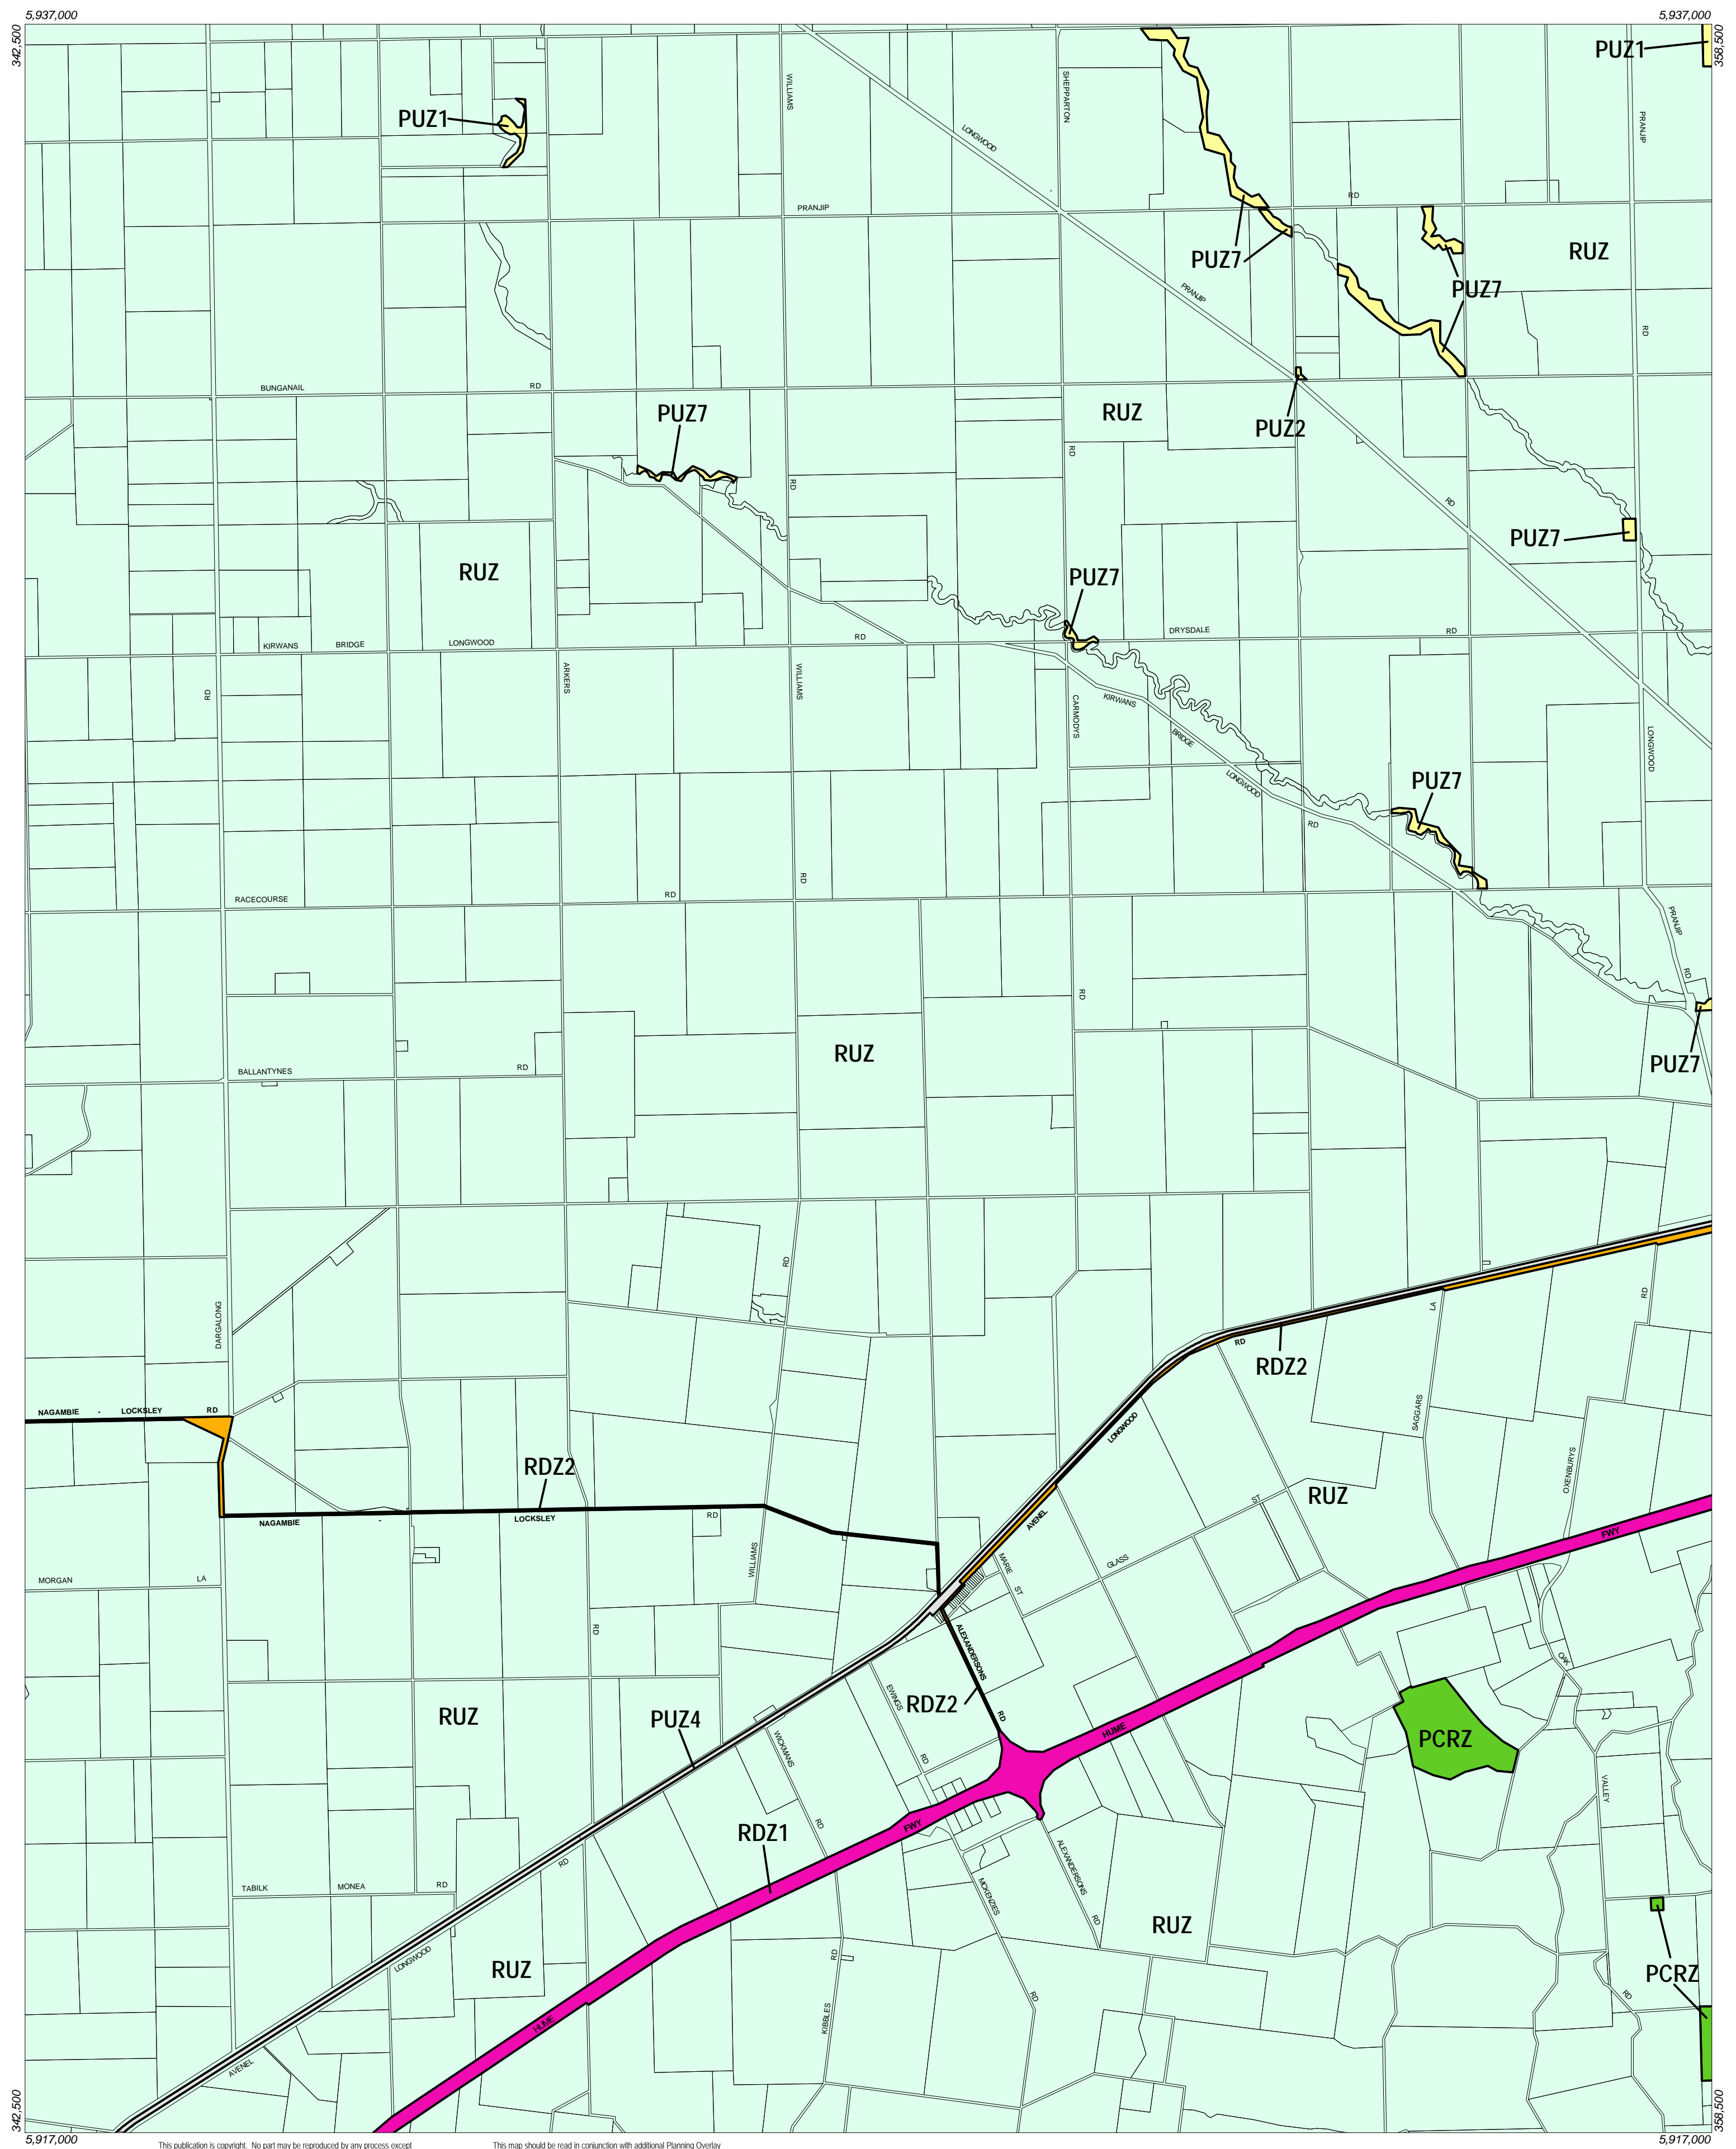 5,937,000
5,937,000
342,500
358,500
PUZ1
PUZ1
WILLIAMS
SHEPPARTON
PRANJIP
LONGWOOD
PRANJIP
RD
RUZ
PUZ7
PUZ7
PRANJIP
RD
BUNGANAIL
RD
PUZ7
RUZ
PUZ2
RD
RD
RD
PUZ7
RUZ
PUZ7
KIRWANS
BRIDGE
LONGWOOD
RD
DRYSDALE
RD
RD
ARKERS
WILLIAMS
CARMODYS
KIRWANS
BRIDGE
LONGWOOD
RD
LONGWOOD
PUZ7
RACECOURSE
RD
RD
PRANJIP
RD
RD
RUZ
PUZ7
BALLANTYNES
RD
RD
DARGALONG
RD
LA
RD
RDZ2
NAGAMBIE - LOCKSLEY RD
LONGWOOD
SAGGARS
OXENBURYS
RDZ2
NAGAMBIE - LOCKSLEY RD
AVENEL
ST
RUZ
FWY
WILLIAMS
MARIE ST
GLASS
MORGAN LA
RD
ALEXANDERSONS
RD
OAK
RUZ
PUZ4
EWINGS
RD
RDZ2
HUME
PCRZ
WICKMANS
RD
VALLEY
RD
RDZ1
FWY
RD
ALEXANDERSONS
RD
TABILK
MONEA
RD
MCKENZIES
RD
RUZ
RUZ
LONGWOOD
RD
KIBBLES
PCRZ
HUME
AVENEL
342,500
358,500
5,917,000
5,917,000
This publication is copyright. No part may be reproduced by any process except
This map should be read in conjunction with additional Planning Overlay